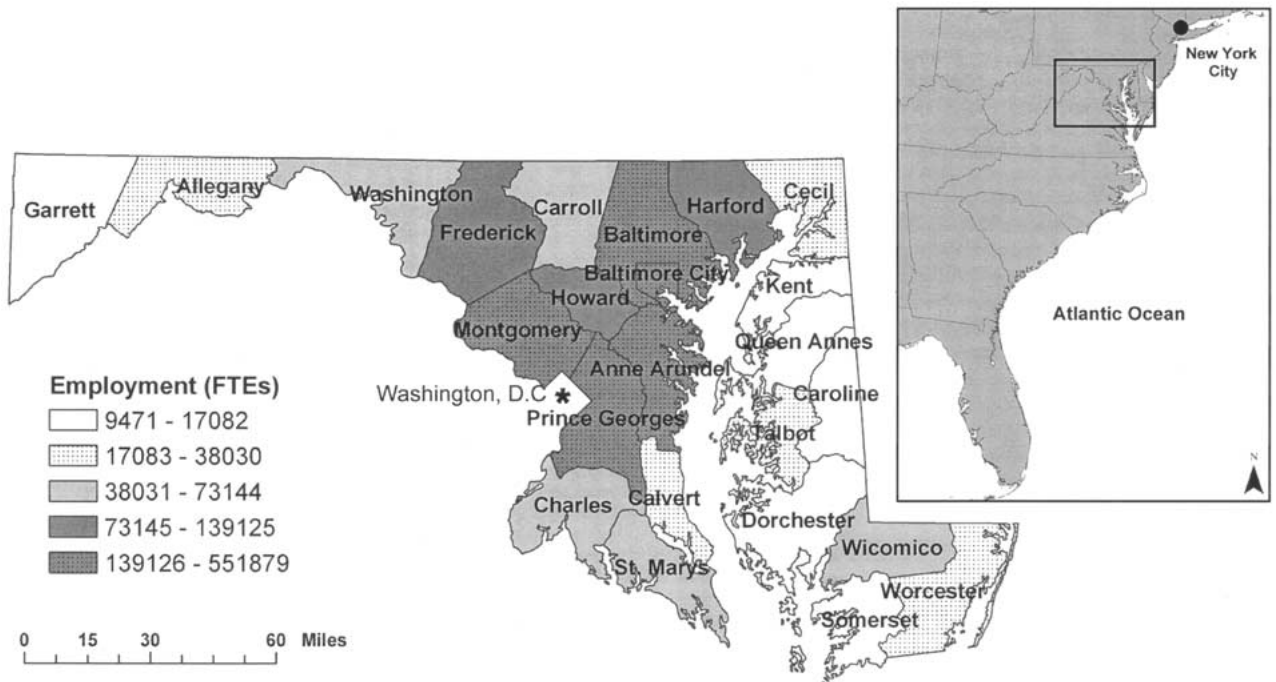 New York
City
Atlantic Ocean
N
Garrett
Allegany
Washington
Frederick
Carroll
Baltimore
Harford
Cecil
Baltimore City
Howard
Kent
Montgomery
Queen Annes
Anne Arundel
Caroline
Washington, D.C *
Prince Georges
Talbot
Charles
Calvert
Dorchester
St. Marys
Wicomico
Worcester
Somerset
Employment (FTEs)
9471 - 17082
17083 - 38030
38031 - 73144
73145 - 139125
139126 - 551879
0 15 30 60 Miles